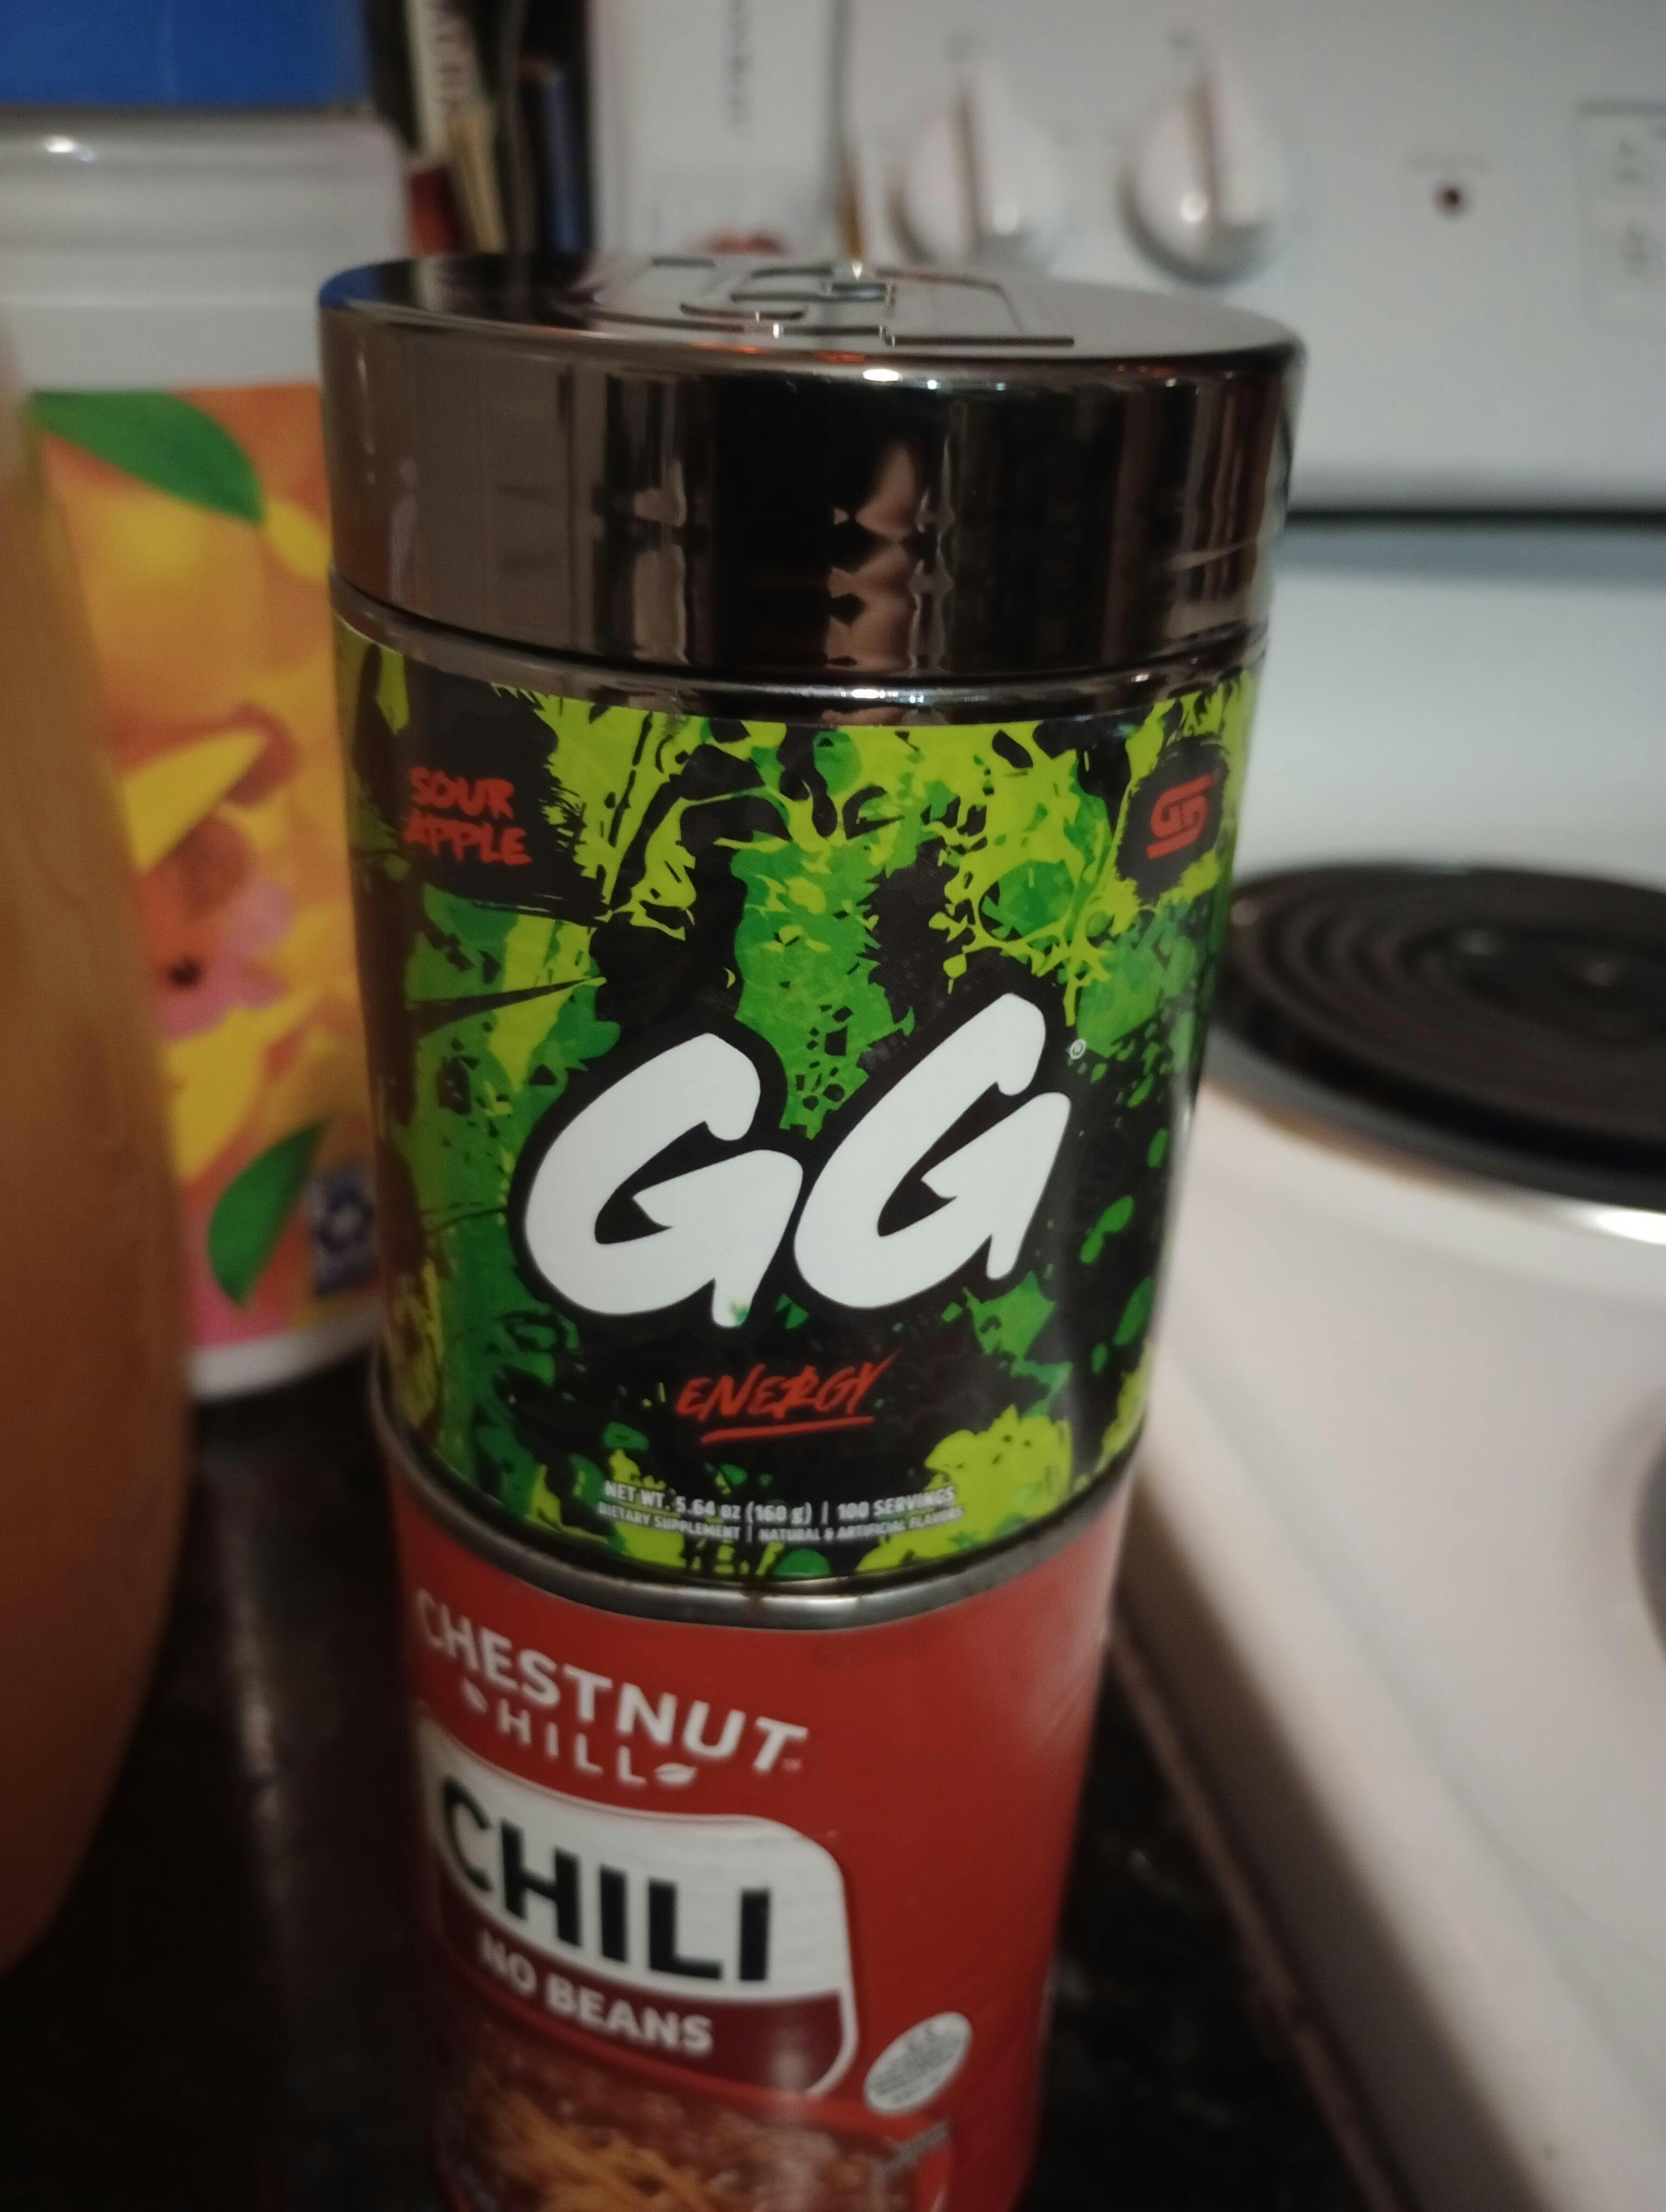 SOUR
APPLE
GG
GG®
ENERGY
NET WT. 5.64 oz (160 g) | 100 SERVINGS
DIETARY SUPPLEMENT | NATURAL & ARTIFICIAL FLAVORS
CHESTNUT
HILL
CHILI
NO BEANS